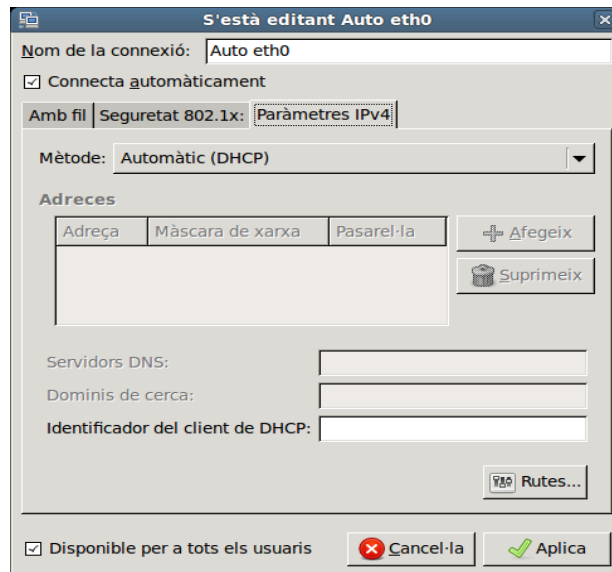 S'està editant Auto eth0
Nom de la connexió: Auto eth0
Connecta automàticament
Amb fil Seguretat 802.1x: Paràmetres IPv4
Mètode: Automàtic (DHCP)
Adreces
Adreça Màscara de xarxa Pasarel·la
Afegeix
Suprimeix
Servidors DNS:
Dominis de cerca:
Identificador del client de DHCP:
Rutes...
Disponible per a tots els usuaris Cancel·la Aplica